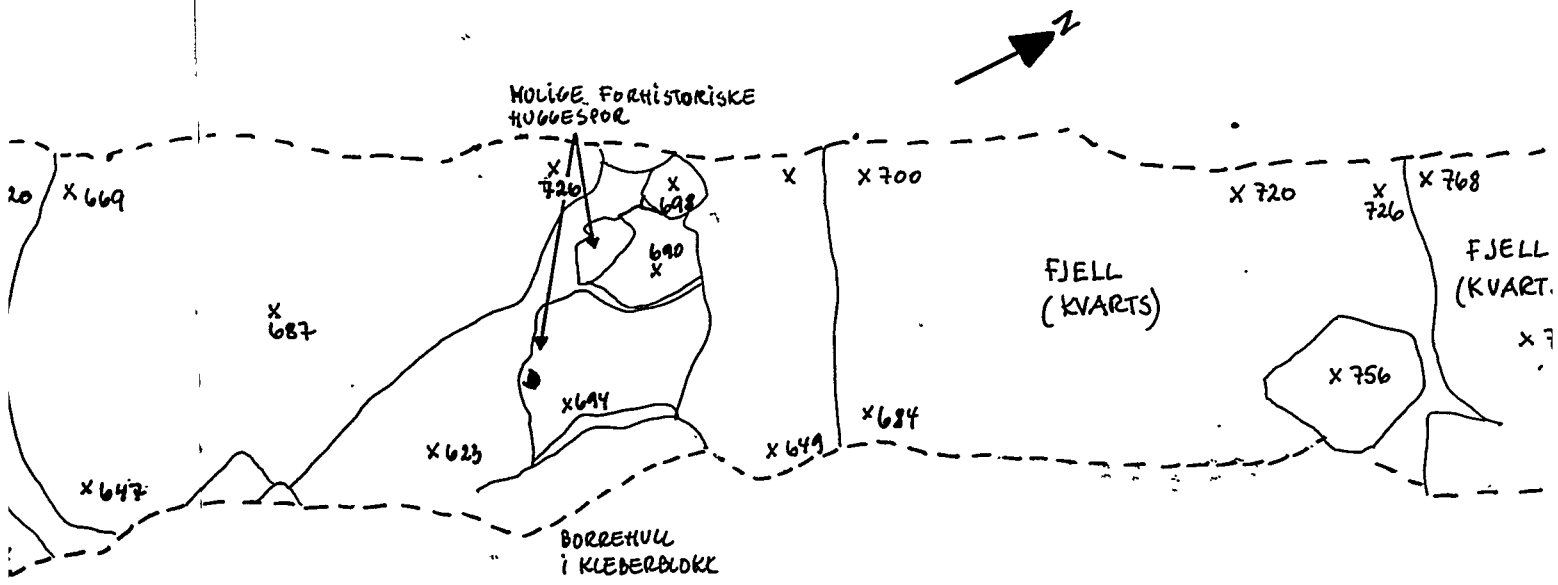 N
MULIGE FORHISTORISKE
HUGGESPOR
20
X 669
X
726
X
698
X
X 700
X 720
X
726
X 768
690
X
X
687
FJELL
(KVARTS)
FJELL
(KVART
X 7
X 756
X 694
X 684
X 623
X 649
X 647
BORREHULL
I KLEBERBLOKK